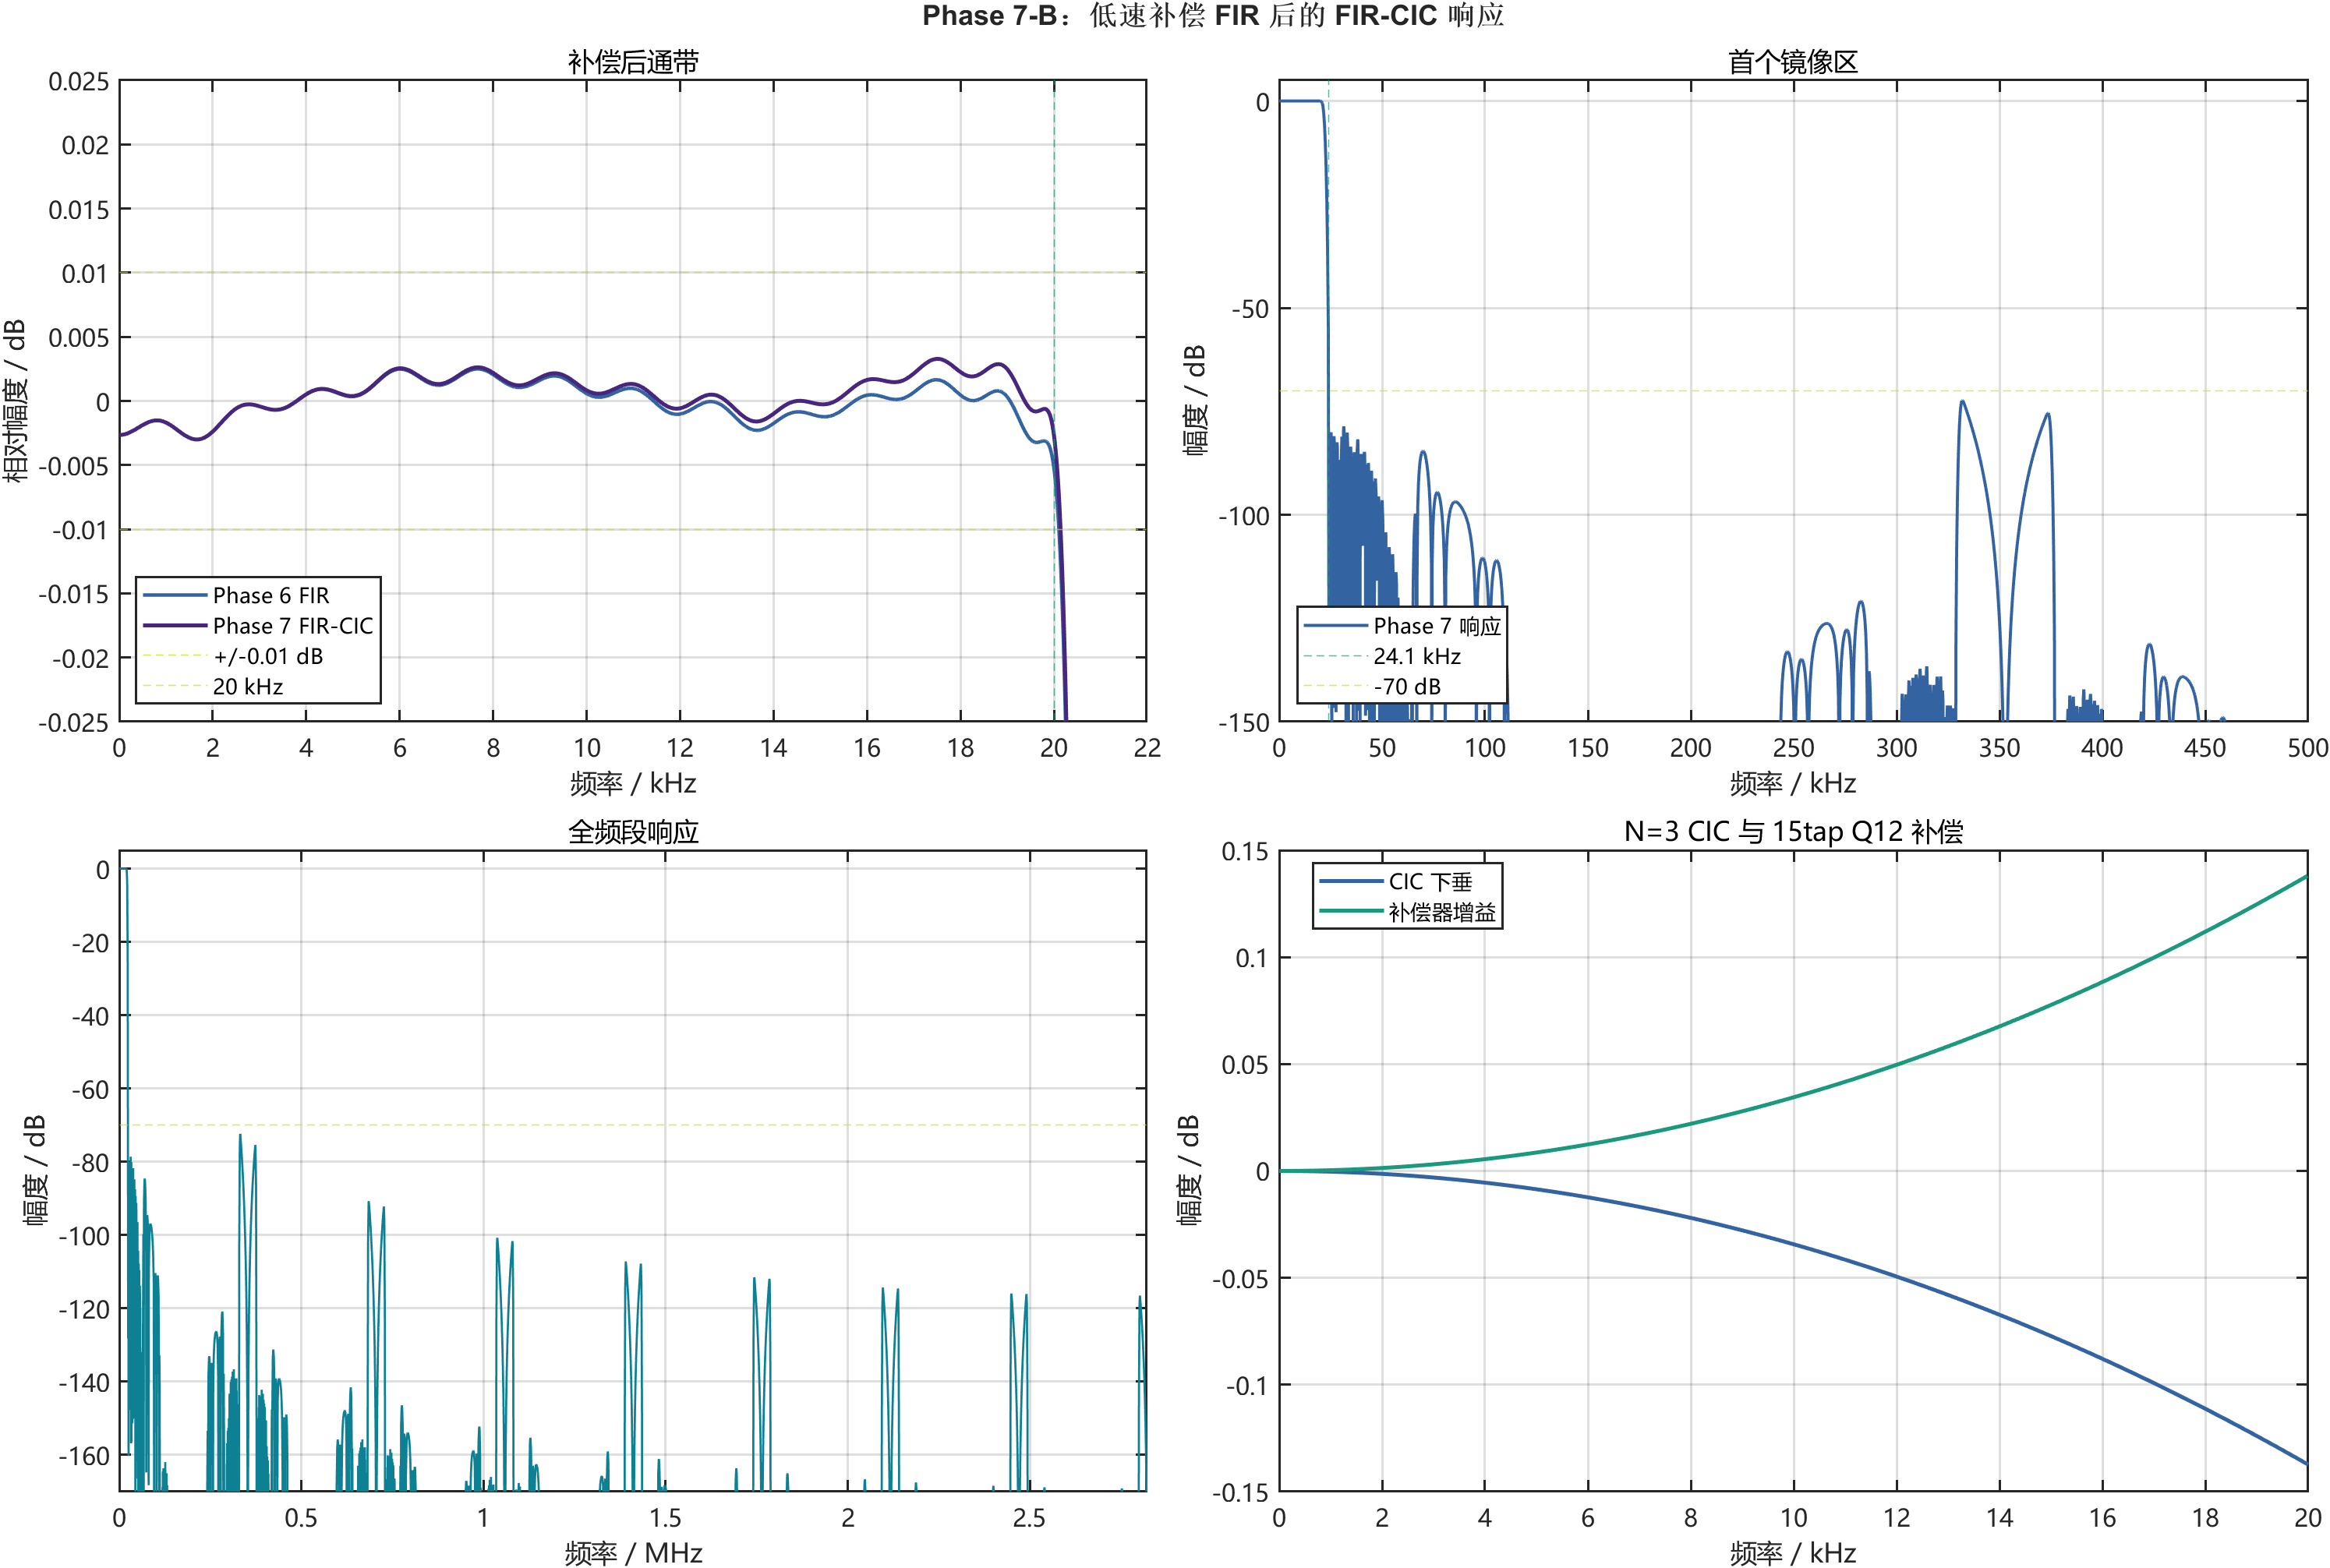 Phase 7-B：低速补偿 FIR 后的 FIR-CIC 响应
补偿后通带
0.025
0.02
0.015
0.01
0.005
0
-0.005
-0.01
-0.015
-0.02
-0.025
相对幅度 / dB
Phase 6 FIR
Phase 7 FIR-CIC
+/-0.01 dB
20 kHz
0 2 4 6 8 10 12 14 16 18 20 22
频率 / kHz
首个镜像区
0
-50
-100
-150
幅度 / dB
Phase 7 响应
24.1 kHz
-70 dB
0 50 100 150 200 250 300 350 400 450 500
频率 / kHz
全频段响应
0
-20
-40
-60
-80
-100
-120
-140
-160
幅度 / dB
0 0.5 1 1.5 2 2.5
频率 / MHz
N=3 CIC 与 15tap Q12 补偿
0.15
0.1
0.05
0
-0.05
-0.1
-0.15
幅度 / dB
CIC 下垂
补偿器增益
0 2 4 6 8 10 12 14 16 18 20
频率 / kHz